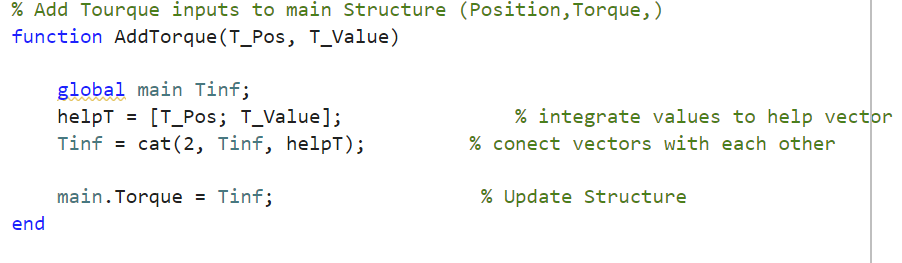 % Add Tourque inputs to main Structure (Position,Torque,)
function AddTorque(T_Pos, T_Value)
global main Tinf;
helpT = [T_Pos; T_Value]; % integrate values to help vector
Tinf = cat(2, Tinf, helpT); % conect vectors with each other
main.Torque = Tinf; % Update Structure
end